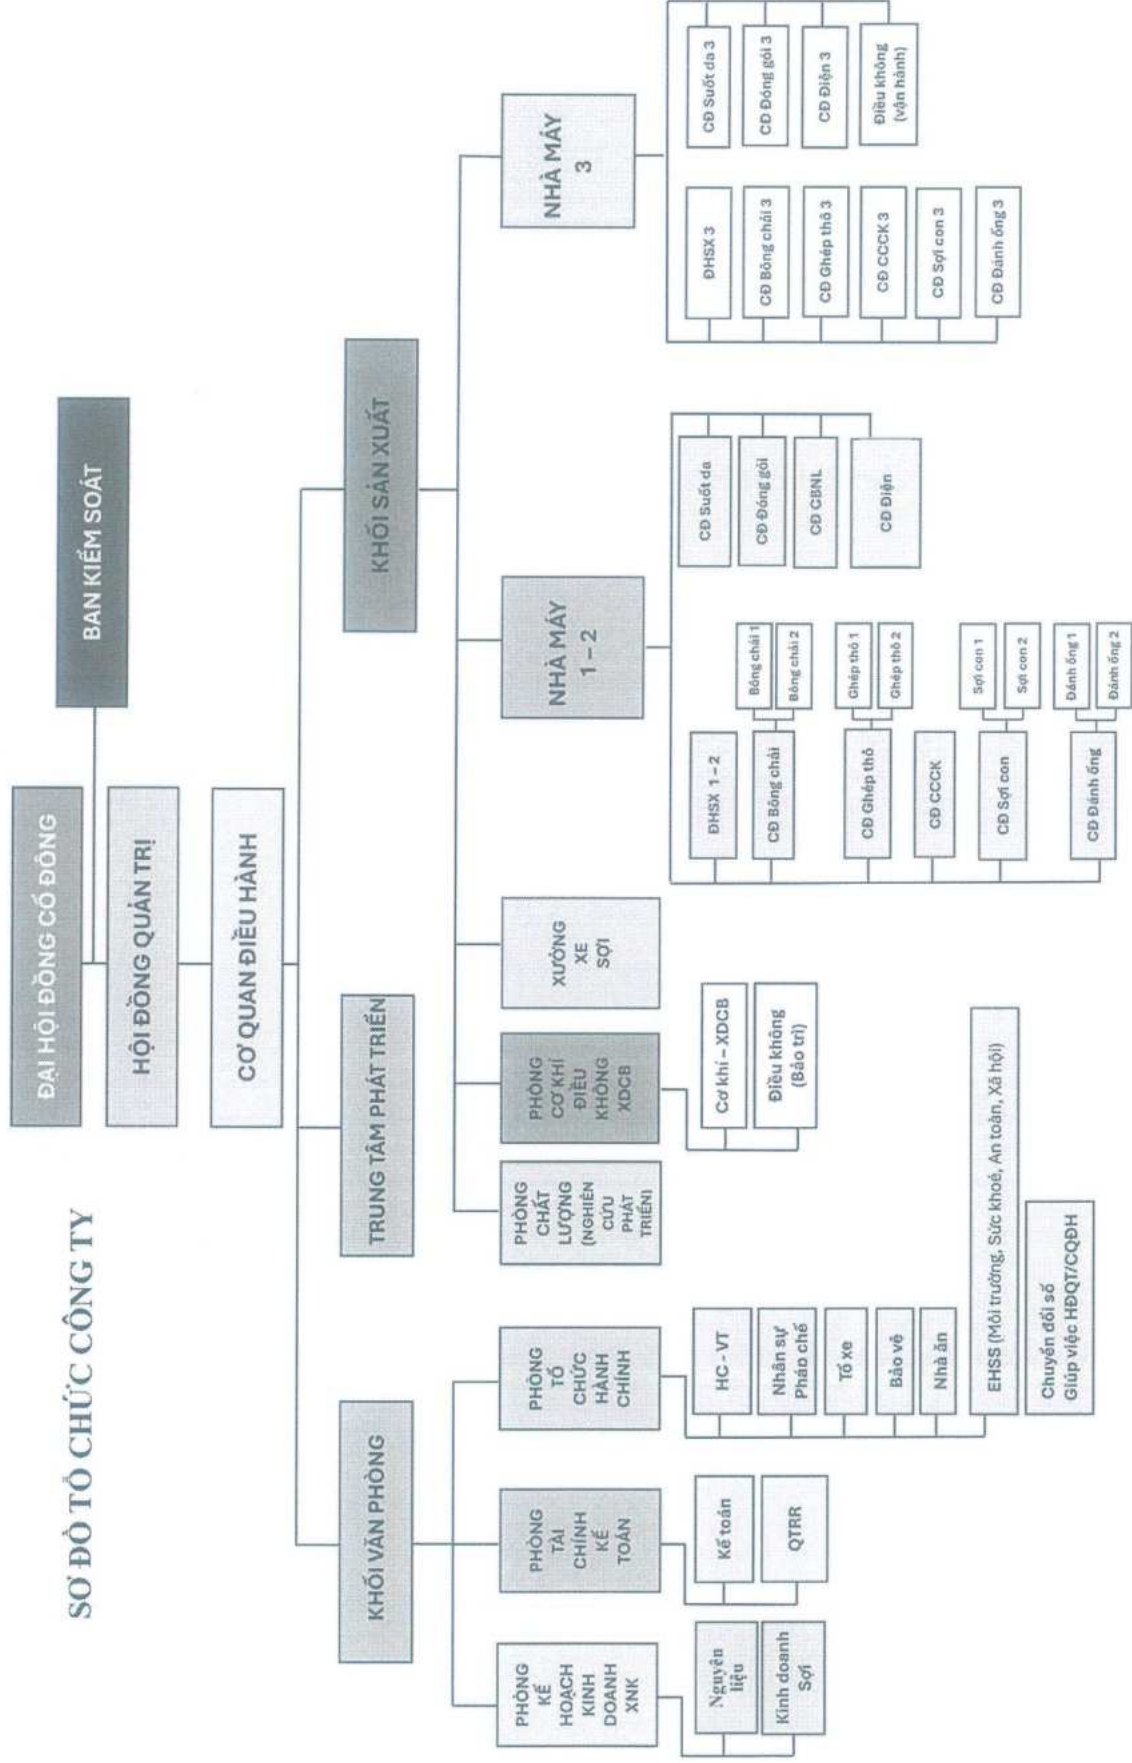 SƠ ĐỒ TỔ CHỨC CÔNG TY
ĐẠI HỘI ĐỒNG CỔ ĐÔNG
BAN KIỂM SOÁT
HỘI ĐỒNG QUẢN TRỊ
CƠ QUAN ĐIỀU HÀNH
KHỐI VĂN PHÒNG
TRUNG TÂM PHÁT TRIỂN
KHỐI SẢN XUẤT
PHÒNG
KẾ
HOẠCH
KINH
DOANH
XNK
PHÒNG
TÀI
CHÍNH
KẾ
TOÁN
PHÒNG
TỔ
CHỨC
HÀNH
CHÍNH
PHÒNG
CHẤT
LƯỢNG
(NGHIÊN
CỨU
PHÁT
TRIỂN)
PHÒNG
CƠ KHÍ
ĐIỀU
KHÔNG
XDCB
XƯỞNG
XE
SỢI
NHÀ MÁY
1 – 2
NHÀ MÁY
3
Nguyên
liệu
Kinh doanh
Sợi
Kế toán
QTRR
HC - VT
Nhân sự
Pháo chế
Tổ xe
Bảo vệ
Nhà ăn
EHSS (Môi trường, Sức khoẻ, An toàn, Xã hội)
Chuyển đổi số
Giúp việc HĐQT/CQĐH
Cơ khí – XDCB
Điều không
(Bảo trì)
ĐHSX 1 – 2
CĐ Bông chải
Bông chải 1
Bông chải 2
CĐ Ghép thô
Ghép thô 1
Ghép thô 2
CĐ CCCK
CĐ Sợi con
Sợi con 1
Sợi con 2
CĐ Đánh ống
Đánh ống 1
Đánh ống 2
CĐ Suốt da
CĐ Đóng gói
CĐ CBNL
CĐ Điện
ĐHSX 3
CĐ Bông chải 3
CĐ Ghép thô 3
CĐ CCCK 3
CĐ Sợi con 3
CĐ Đánh ống 3
CĐ Suốt da 3
CĐ Đóng gói 3
CĐ Điện 3
Điều không
(vận hành)